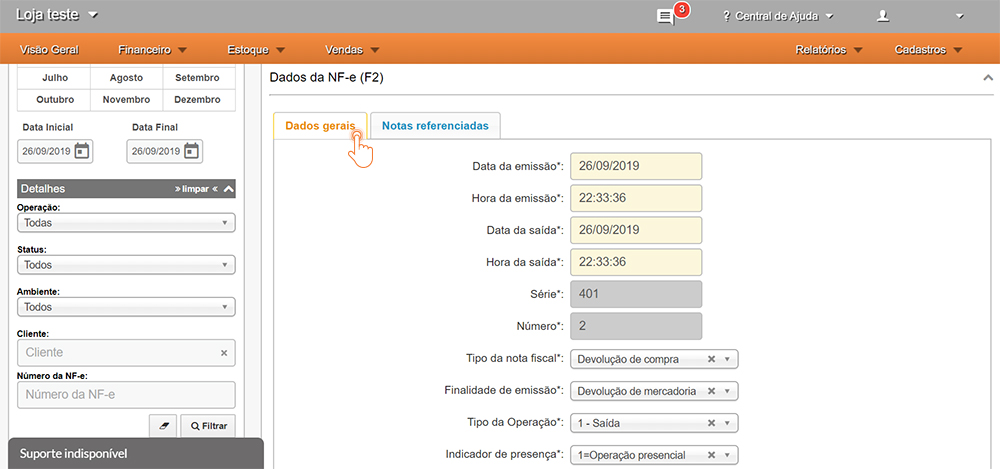 Loja teste
3
? Central de Ajuda
Visão Geral
Financeiro
Estoque
Vendas
Relatórios
Cadastros
Julho
Agosto
Setembro
Outubro
Novembro
Dezembro
Data Inicial
Data Final
26/09/2019
26/09/2019
Detalhes
» limpar «
Operação:
Todas
Status:
Todos
Ambiente:
Todos
Cliente:
Cliente
Número da NF-e:
Número da NF-e
Filtrar
Suporte indisponível
Dados da NF-e (F2)
Dados gerais
Notas referenciadas
Data da emissão*:
26/09/2019
Hora da emissão*:
22:33:36
Data da saída*:
26/09/2019
Hora da saída*:
22:33:36
Série*:
401
Número*:
2
Tipo da nota fiscal*:
Devolução de compra
Finalidade de emissão*:
Devolução de mercadoria
Tipo da Operação*:
1 - Saída
Indicador de presença*:
1=Operação presencial